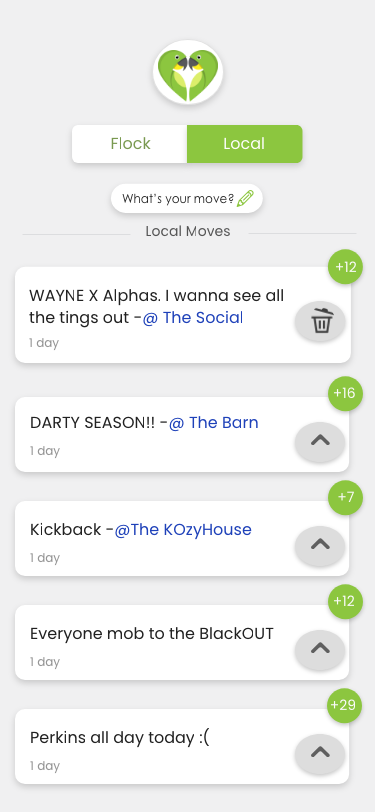 Flock
Local
What's your move?
Local Moves
+12
WAYNE X Alphas. I wanna see all
the tings out -@ The Social
1 day
+16
DARTY SEASON!! -@ The Barn
1 day
+7
Kickback -@The KOzyHouse
1 day
+12
Everyone mob to the BlackOUT
1 day
+29
Perkins all day today :(
1 day